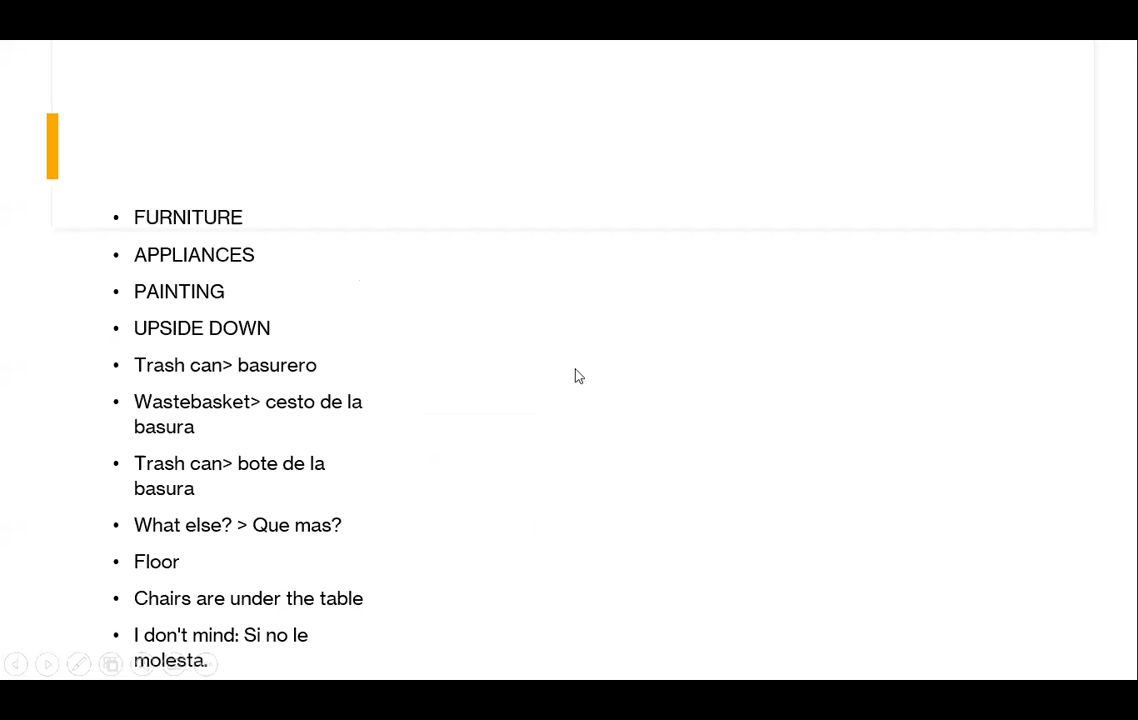 • FURNITURE
• APPLIANCES
• PAINTING
• UPSIDE DOWN
• Trash can> basurero
• Wastebasket> cesto de la
basura
• Trash can> bote de la
basura
• What else? > Que mas?
• Floor
• Chairs are under the table
• I don't mind: Si no le
molesta.